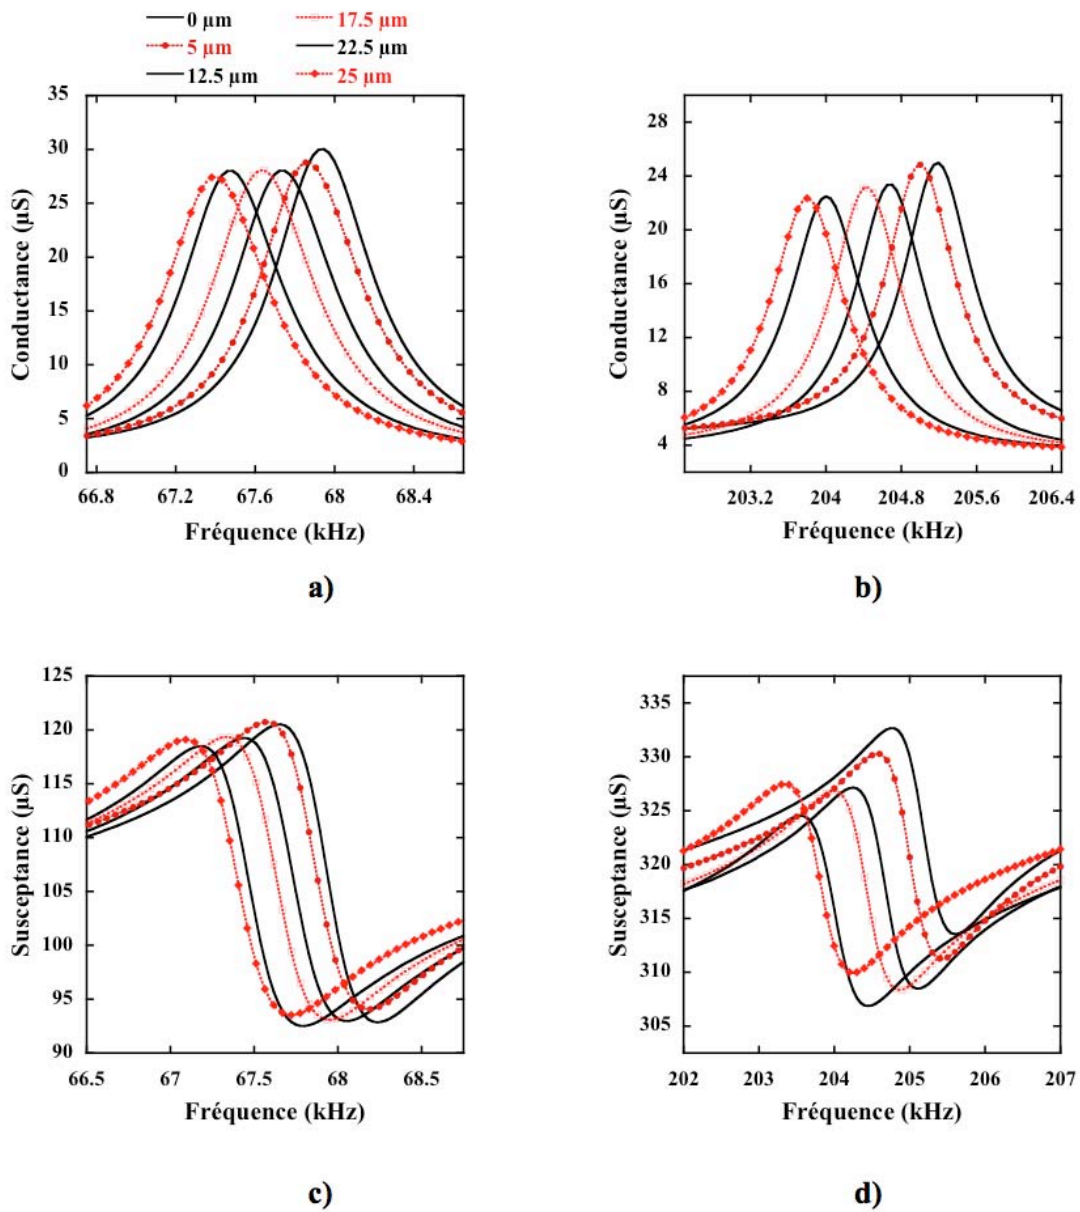 0 µm 17.5 µm
5 µm 22.5 µm
12.5 µm 25 µm
35
30
25
20
15
10
5
0
Conductance (µS)
66.8 67.2 67.6 68 68.4
Fréquence (kHz)
a)
28
24
20
16
12
8
4
Conductance (µS)
203.2 204 204.8 205.6 206.4
Fréquence (kHz)
b)
125
120
115
110
105
100
95
90
Susceptance (µS)
66.5 67 67.5 68 68.5
Fréquence (kHz)
c)
335
330
325
320
315
310
305
Susceptance (µS)
202 203 204 205 206 207
Fréquence (kHz)
d)